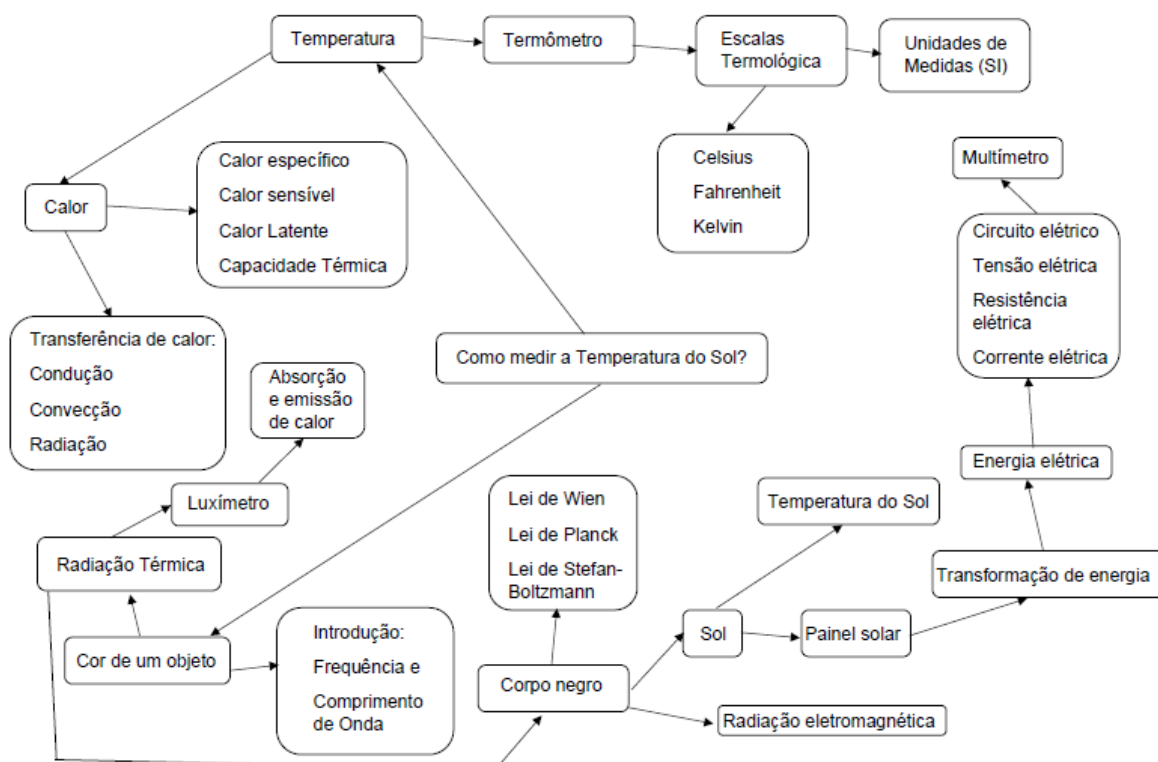 Temperatura
Termômetro
Escalas
Termológica
Unidades de
Medidas (SI)
Calor específico
Calor sensível
Calor Latente
Capacidade Térmica
Celsius
Fahrenheit
Kelvin
Multímetro
Calor
Circuito elétrico
Tensão elétrica
Resistência
elétrica
Corrente elétrica
Transferência de calor:
Condução
Convecção
Radiação
Como medir a Temperatura do Sol?
Absorção
e emissão
de calor
Energia elétrica
Luxímetro
Lei de Wien
Lei de Planck
Lei de Stefan-
Boltzmann
Temperatura do Sol
Radiação Térmica
Transformação de energia
Cor de um objeto
Introdução:
Frequência e
Comprimento
de Onda
Sol
Painel solar
Corpo negro
Radiação eletromagnética